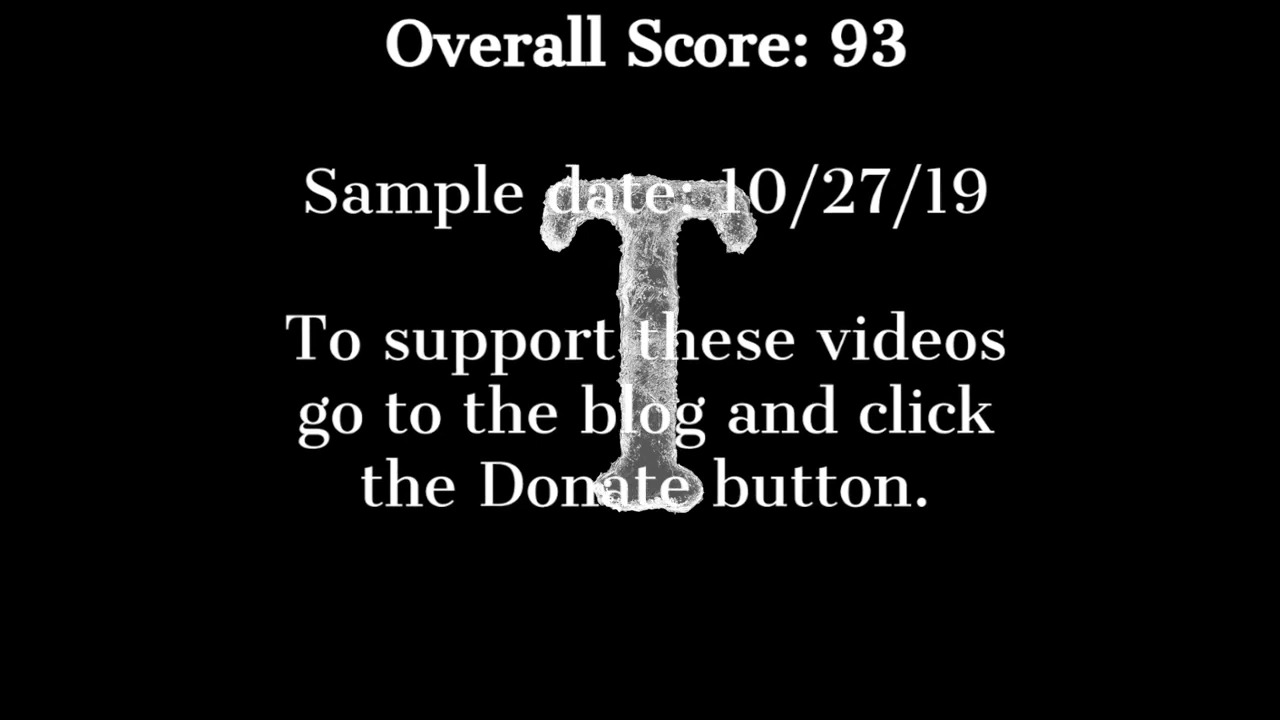 Overall Score: 93
Sample date: 10/27/19
T
To support these videos
go to the blog and click
the Donate button.